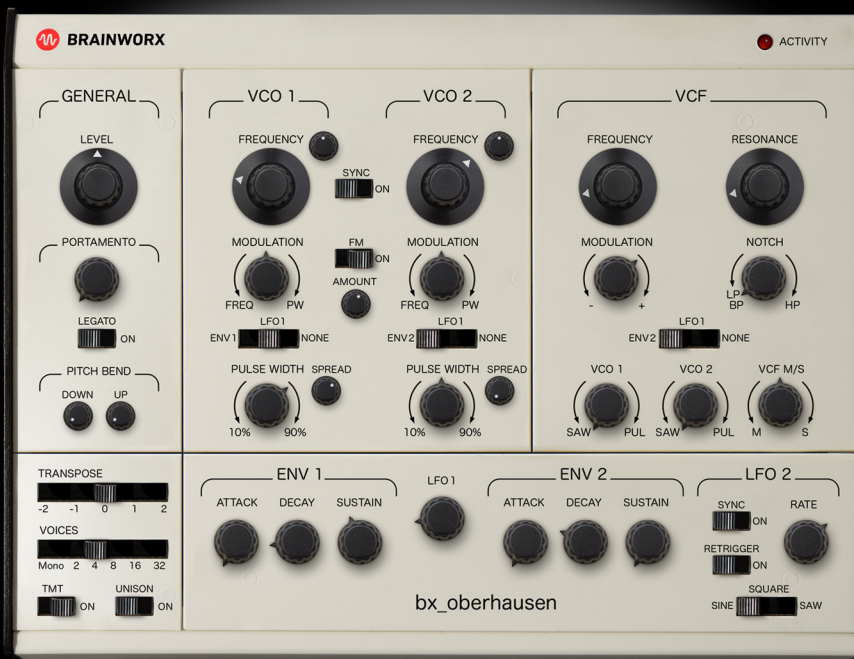 BRAINWORX
ACTIVITY
GENERAL
LEVEL
PORTAMENTO
LEGATO
ON
PITCH BEND
DOWN UP
VCO 1 VCO 2
FREQUENCY FREQUENCY
SYNC
ON
MODULATION FM MODULATION
ON
AMOUNT
FREQ PW FREQ PW
LFO1 LFO1
ENV1 NONE ENV2 NONE
PULSE WIDTH SPREAD PULSE WIDTH SPREAD
10% 90% 10% 90%
VCF
FREQUENCY RESONANCE
MODULATION NOTCH
- + LP BP HP
LFO1
ENV2 NONE
VCO 1 VCO 2 VCF M/S
SAW PUL SAW PUL M S
TRANSPOSE
-2 -1 0 1 2
VOICES
Mono 2 4 8 16 32
TMT UNISON
ON ON
ENV 1 LFO1 ENV 2
ATTACK DECAY SUSTAIN ATTACK DECAY SUSTAIN
bx_oberhausen
LFO 2
SYNC RATE
ON
RETRIGGER
ON
SQUARE
SINE SAW